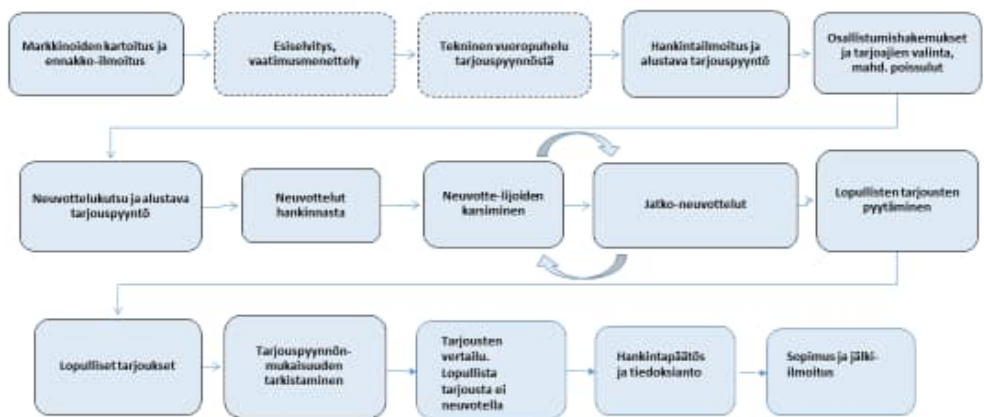 Markkinoiden kartoitus ja
ennakko-ilmoitus
Esiselvitys,
vaatimusmenettely
Tekninen vuoropuhelu
tarjouspyynnöstä
Hankintailmoitus ja
alustava tarjouspyyntö
Osallistumishakemukset
ja tarjoajien valinta,
mahd. poissulut
Neuvottelukutsu ja alustava
tarjouspyyntö
Neuvottelut
hankinnasta
Neuvotte-lijoiden
karsiminen
Jatko-neuvottelut
Lopullisten tarjousten
pyytäminen
Lopulliset tarjoukset
Tarjouspyynnön-
mukaisuuden
tarkistaminen
Tarjousten
vertailu.
Lopullista
tarjousta ei
neuvotella
Hankintapäätös
ja tiedoksianto
Sopimus ja jälki-
ilmoitus